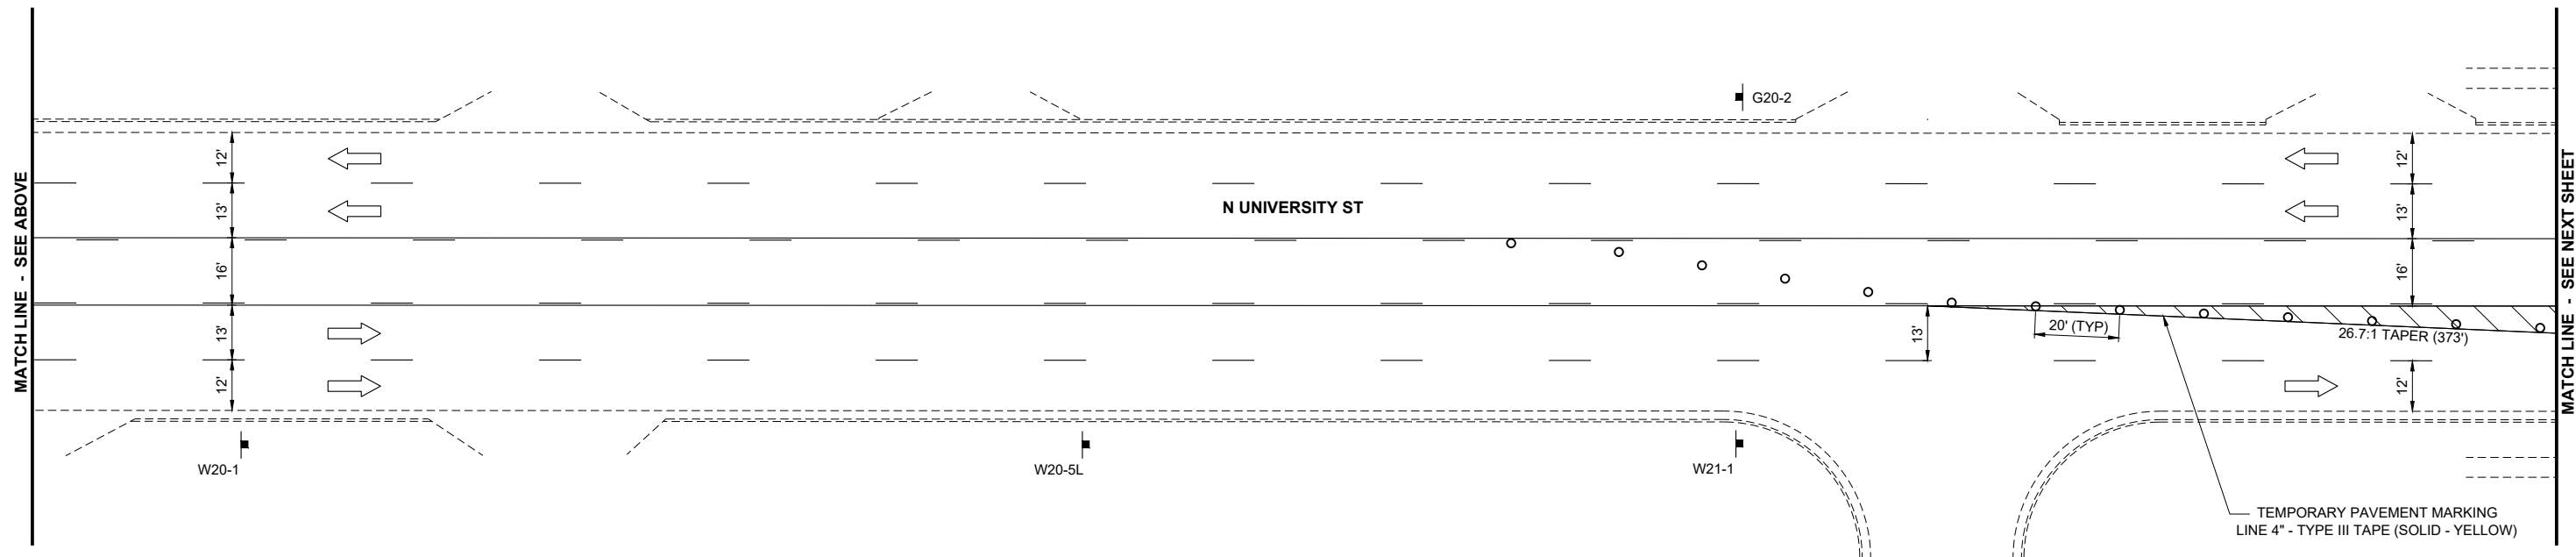 MATCH LINE - SEE ABOVE
12'
13'
16'
13'
12'
W20-1
W20-5L
N UNIVERSITY ST
G20-2
W21-1
13'
20' (TYP)
26.7:1 TAPER (373')
12'
13'
16'
12'
TEMPORARY PAVEMENT MARKING
LINE 4" - TYPE III TAPE (SOLID - YELLOW)
MATCH LINE - SEE NEXT SHEET